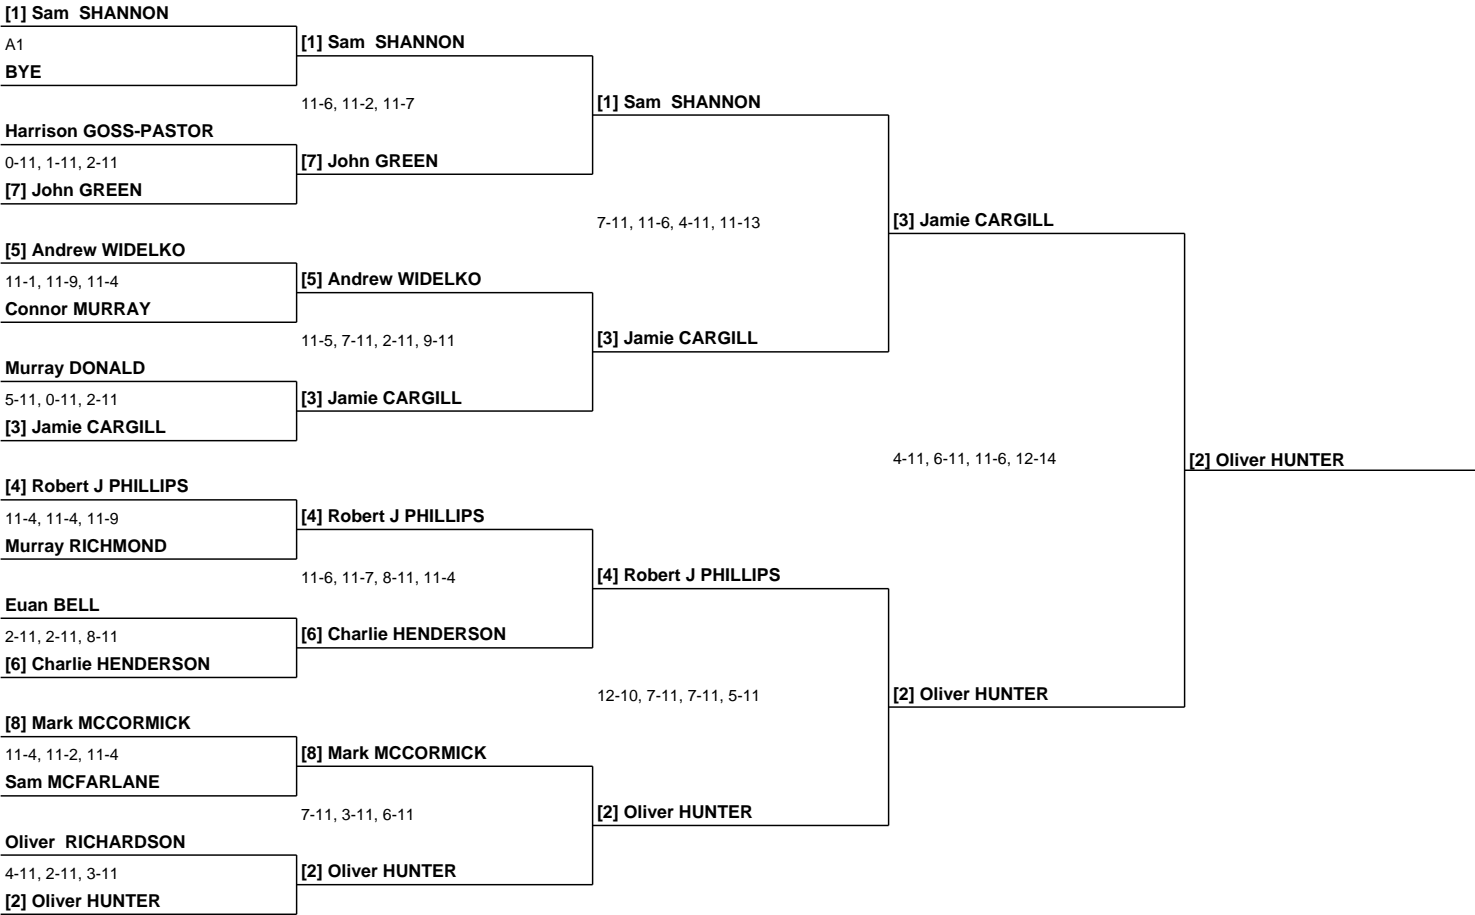 [1] Sam  SHANNON
A1
BYE
Harrison GOSS-PASTOR
0-11, 1-11, 2-11
[7] John GREEN
[5] Andrew WIDELKO
11-1, 11-9, 11-4
Connor MURRAY
Murray DONALD
5-11, 0-11, 2-11
[3] Jamie CARGILL
[4] Robert J PHILLIPS
11-4, 11-4, 11-9
Murray RICHMOND
Euan BELL
2-11, 2-11, 8-11
[6] Charlie HENDERSON
[8] Mark MCCORMICK
11-4, 11-2, 11-4
Sam MCFARLANE
Oliver  RICHARDSON
4-11, 2-11, 3-11
[2] Oliver HUNTER
[1] Sam  SHANNON
11-6, 11-2, 11-7
[7] John GREEN
[5] Andrew WIDELKO
11-5, 7-11, 2-11, 9-11
[3] Jamie CARGILL
[4] Robert J PHILLIPS
11-6, 11-7, 8-11, 11-4
[6] Charlie HENDERSON
[8] Mark MCCORMICK
7-11, 3-11, 6-11
[2] Oliver HUNTER
[1] Sam  SHANNON
7-11, 11-6, 4-11, 11-13
[3] Jamie CARGILL
[4] Robert J PHILLIPS
12-10, 7-11, 7-11, 5-11
[2] Oliver HUNTER
[3] Jamie CARGILL
4-11, 6-11, 11-6, 12-14
[2] Oliver HUNTER
[2] Oliver HUNTER